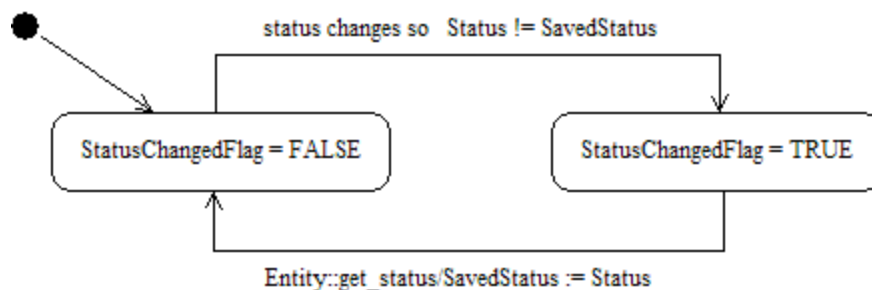 status changes so Status != SavedStatus
StatusChangedFlag = FALSE
StatusChangedFlag = TRUE
Entity::get_status/SavedStatus := Status